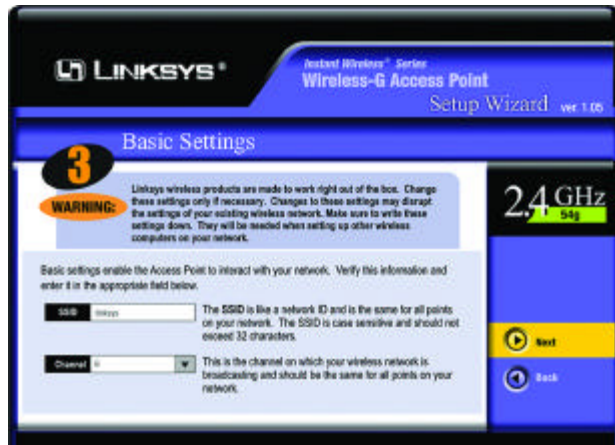 LINKSYS®
Instant Wireless® Series
Wireless-G Access Point
Setup Wizard ver 1.05
Basic Settings
3
WARNING:
Linksys wireless products are made to work right out of the box. Change
these settings only if necessary. Changes to these settings may disrupt
the settings of your existing wireless network. Make sure to write these
settings down. They will be needed when setting up other wireless
computers on your network.
2.4 GHz
54g
Basic settings enable the Access Point to interact with your network. Verify this information and
enter it in the appropriate field below.
SSID linksys
The SSID is like a network ID and is the same for all points
on your network. The SSID is case sensitive and should not
exceed 32 characters.
Channel 6
This is the channel on which your wireless network is
broadcasting and should be the same for all points on your
network.
Next
Back